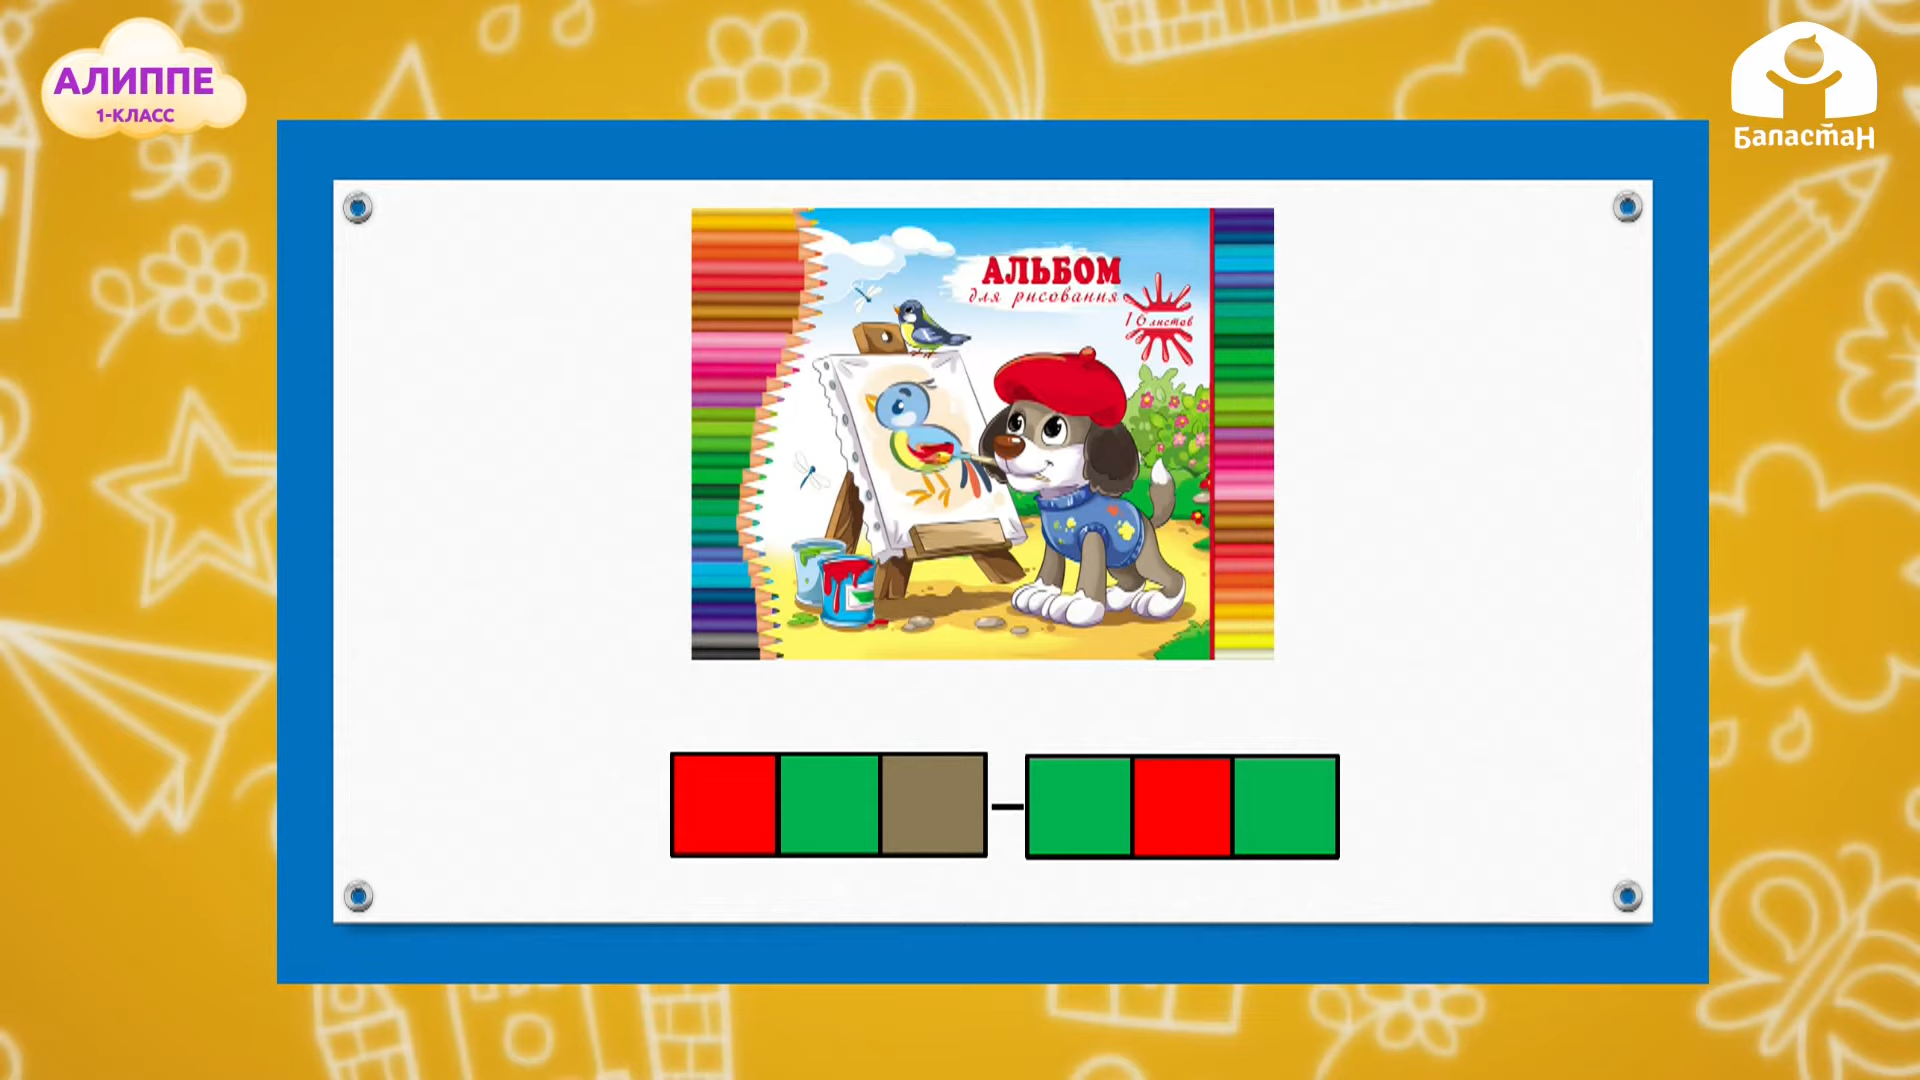 АЛИППЕ
1-КЛАСС
Баластан
АЛЬБОМ
для рисования
16 листов